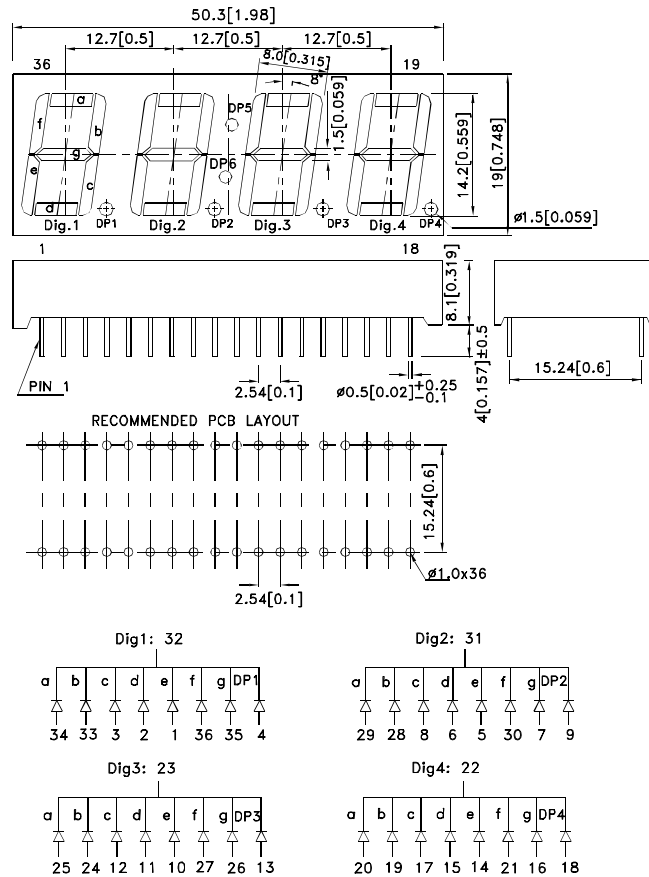 50.3[1.98]
12.7[0.5] 12.7[0.5] 12.7[0.5]
8.0[0.315]
36 19
8°
a
f b
g
e c
d
DP5
DP6
1.5[0.059]
14.2[0.559]
19[0.748]
Dig.1 DP1 Dig.2 DP2 Dig.3 DP3 Dig.4 DP4
ø1.5[0.059]
1 18
8.1[0.319]
4[0.157]±0.5
15.24[0.6]
PIN 1
2.54[0.1]
ø0.5[0.02]+0.25 −0.1
RECOMMENDED PCB LAYOUT
15.24[0.6]
ø1.0x36
2.54[0.1]
Dig1: 32
a b c d e f g DP1
34 33 3 2 1 36 35 4
Dig2: 31
a b c d e f g DP2
29 28 8 6 5 30 7 9
Dig3: 23
a b c d e f g DP3
25 24 12 11 10 27 26 13
Dig4: 22
a b c d e f g DP4
20 19 17 15 14 21 16 18